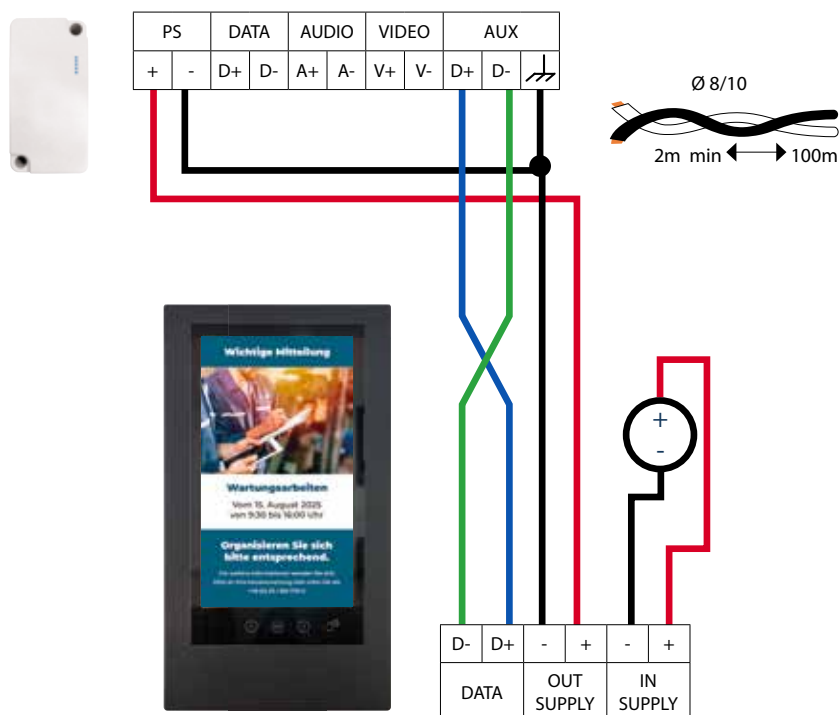 PS DATA AUDIO VIDEO AUX
+ - D+ D- A+ A- V+ V- D+ D-
Ø 8/10
2m min 100m
Wichtige Mitteilung
Wartungsarbeiten
Vom 15. August 2025
von 9:30 bis 16:00 Uhr
Organisieren Sie sich
bitte entsprechend.
+
-
D- D+ - + - +
DATA OUT SUPPLY IN SUPPLY